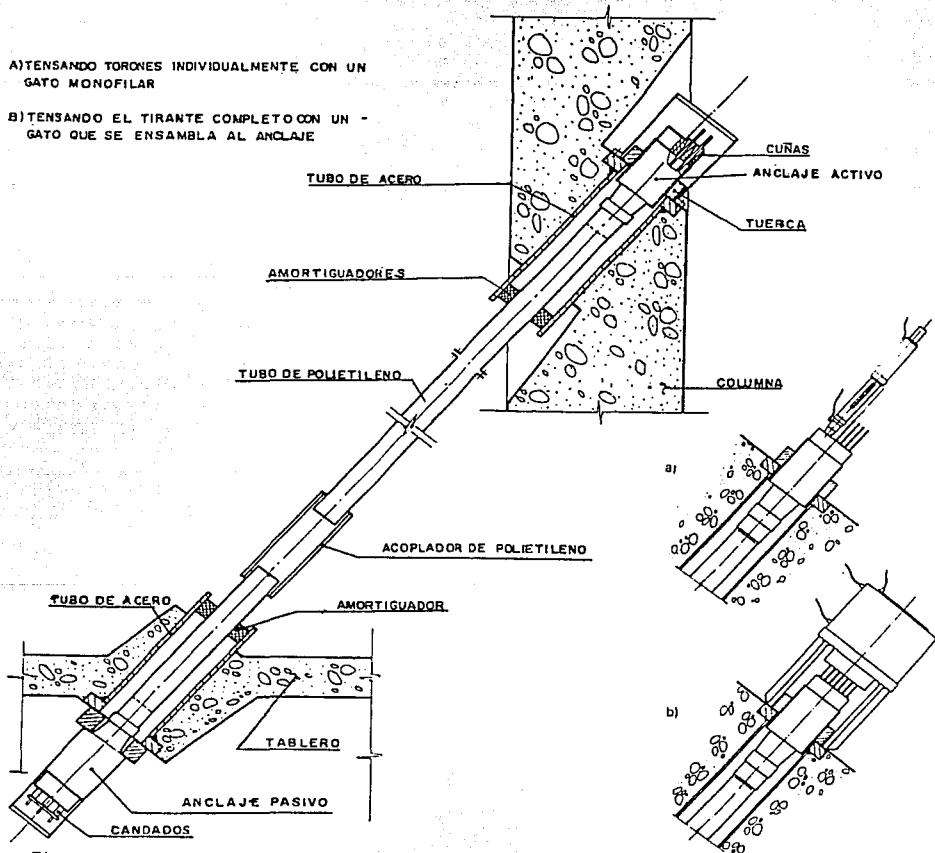 A) TENSANDO TORONES INDIVIDUALMENTE CON UN
GATO MONOFILAR
B) TENSANDO EL TIRANTE COMPLETO CON UN -
GATO QUE SE ENSAMBLA AL ANCLAJE
CUÑAS
ANCLAJE ACTIVO
TUBO DE ACERO
TUERCA
AMORTIGUADORES
TUBO DE POLIETILENO
COLUMNA
a)
ACOPLADOR DE POLIETILENO
TUBO DE ACERO
AMORTIGUADOR
b)
TABLERO
ANCLAJE PASIVO
CANDADOS